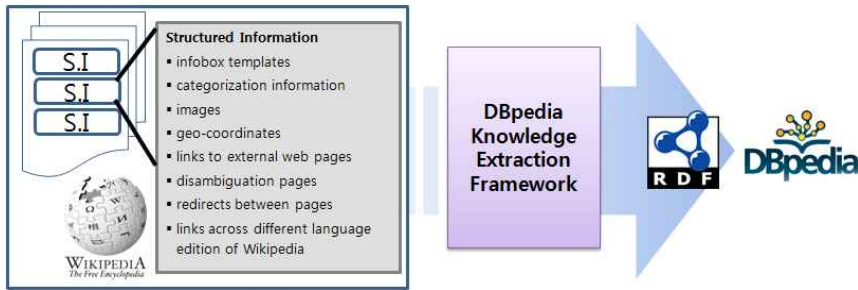 S.I
S.I
S.I
Structured Information
▪ infobox templates
▪ categorization information
▪ images
▪ geo-coordinates
▪ links to external web pages
▪ disambiguation pages
▪ redirects between pages
▪ links across different language
edition of Wikipedia
WIKIPEDIA
The Free Encyclopedia
DBpedia
Knowledge
Extraction
Framework
RDF
DBpedia